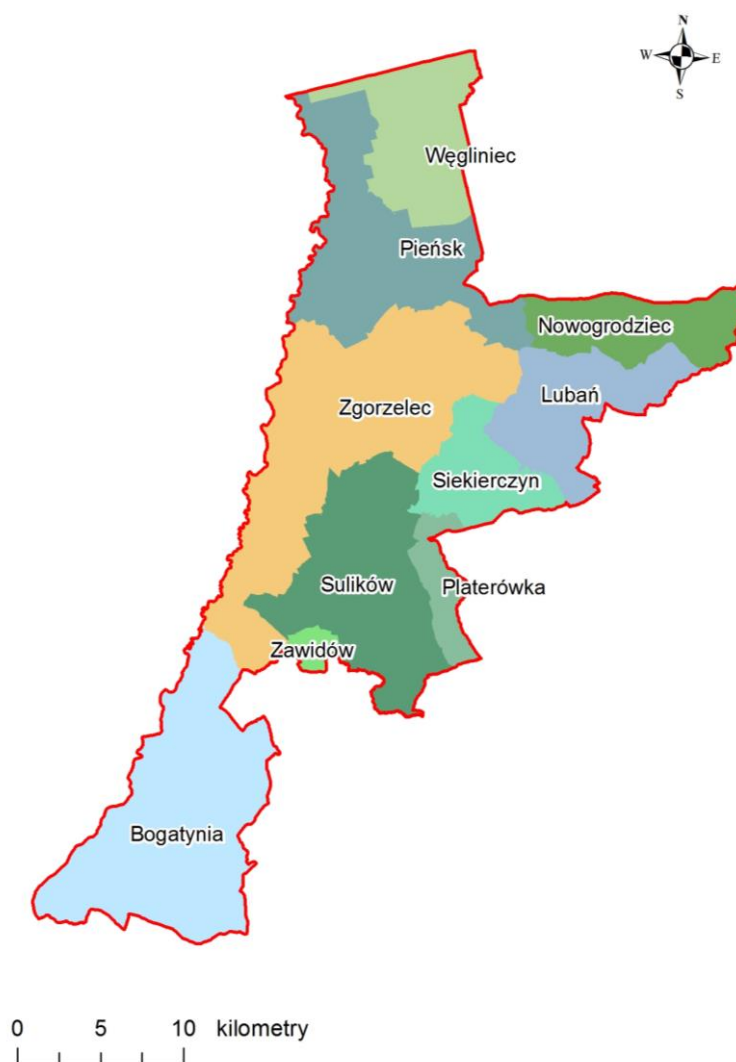 N
W E
S
Węgliniec
Pieńsk
Nowogrodziec
Lubań
Zgorzelec
Siekierczyn
Sulików
Platerówka
Zawidów
Bogatynia
0 5 10 kilometry